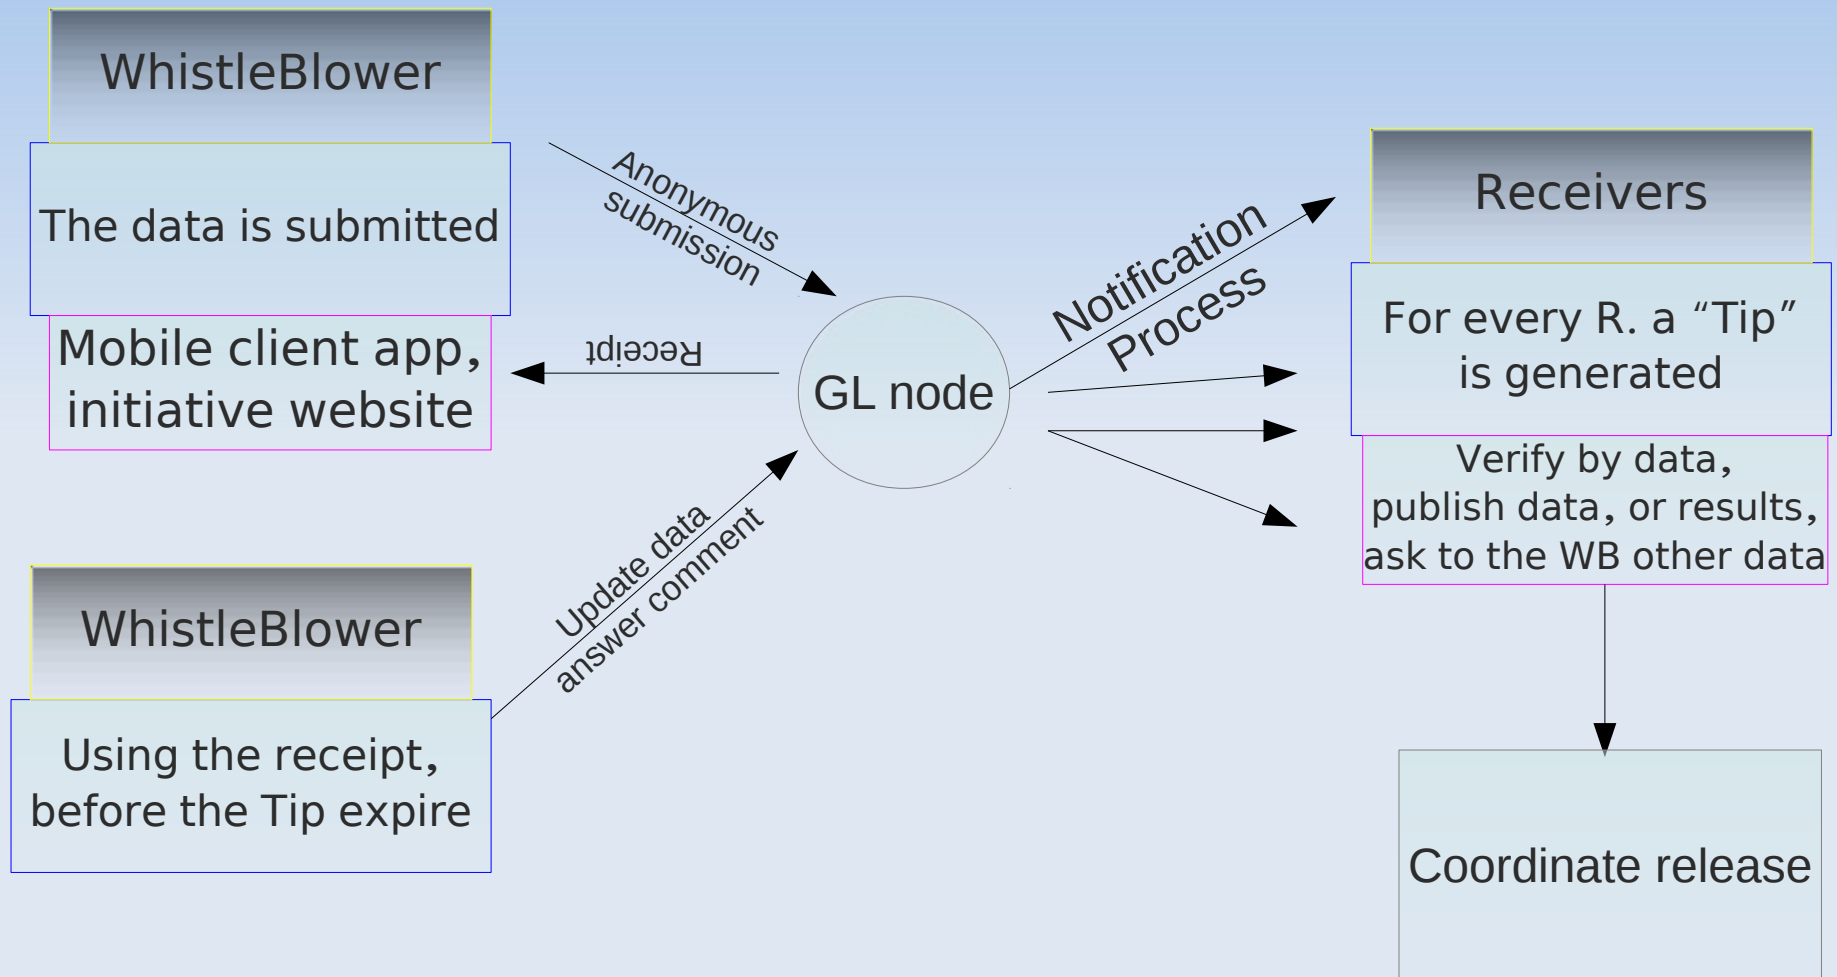 WhistleBlower
The data is submitted
Mobile client app,
initiative website
Anonymous
submission
Receipt
GL node
Notification
Process
Receivers
For every R. a “Tip”
is generated
Verify by data,
publish data, or results,
ask to the WB other data
WhistleBlower
Using the receipt,
before the Tip expire
Update data
answer comment
Coordinate release